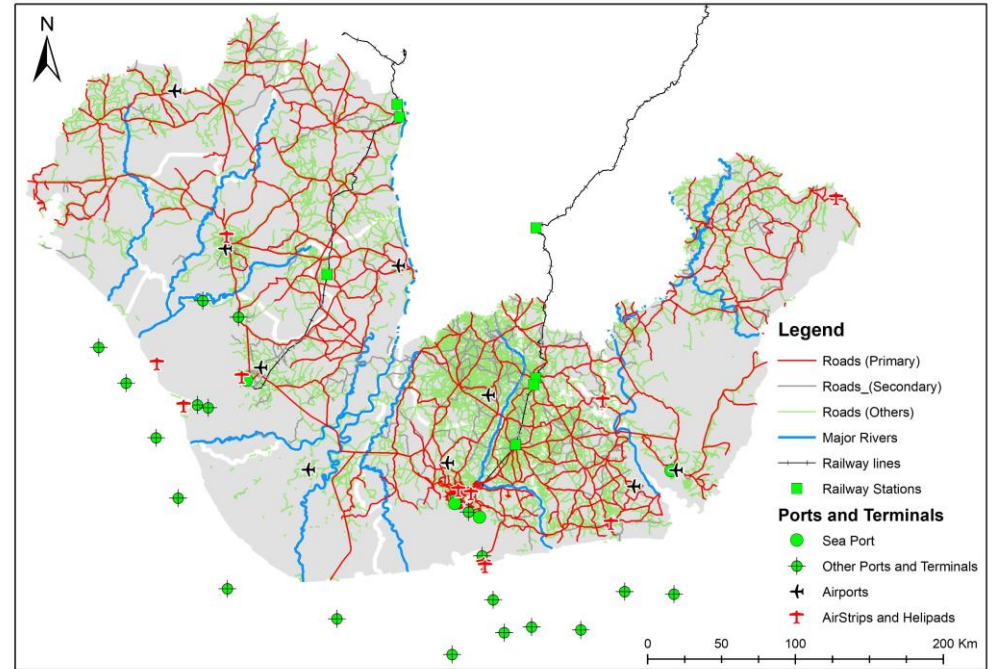 N
Legend
Roads (Primary)
Roads_(Secondary)
Roads (Others)
Major Rivers
Railway lines
Railway Stations
Ports and Terminals
Sea Port
Other Ports and Terminals
Airports
AirStrips and Helipads
0 50 100 200 KM